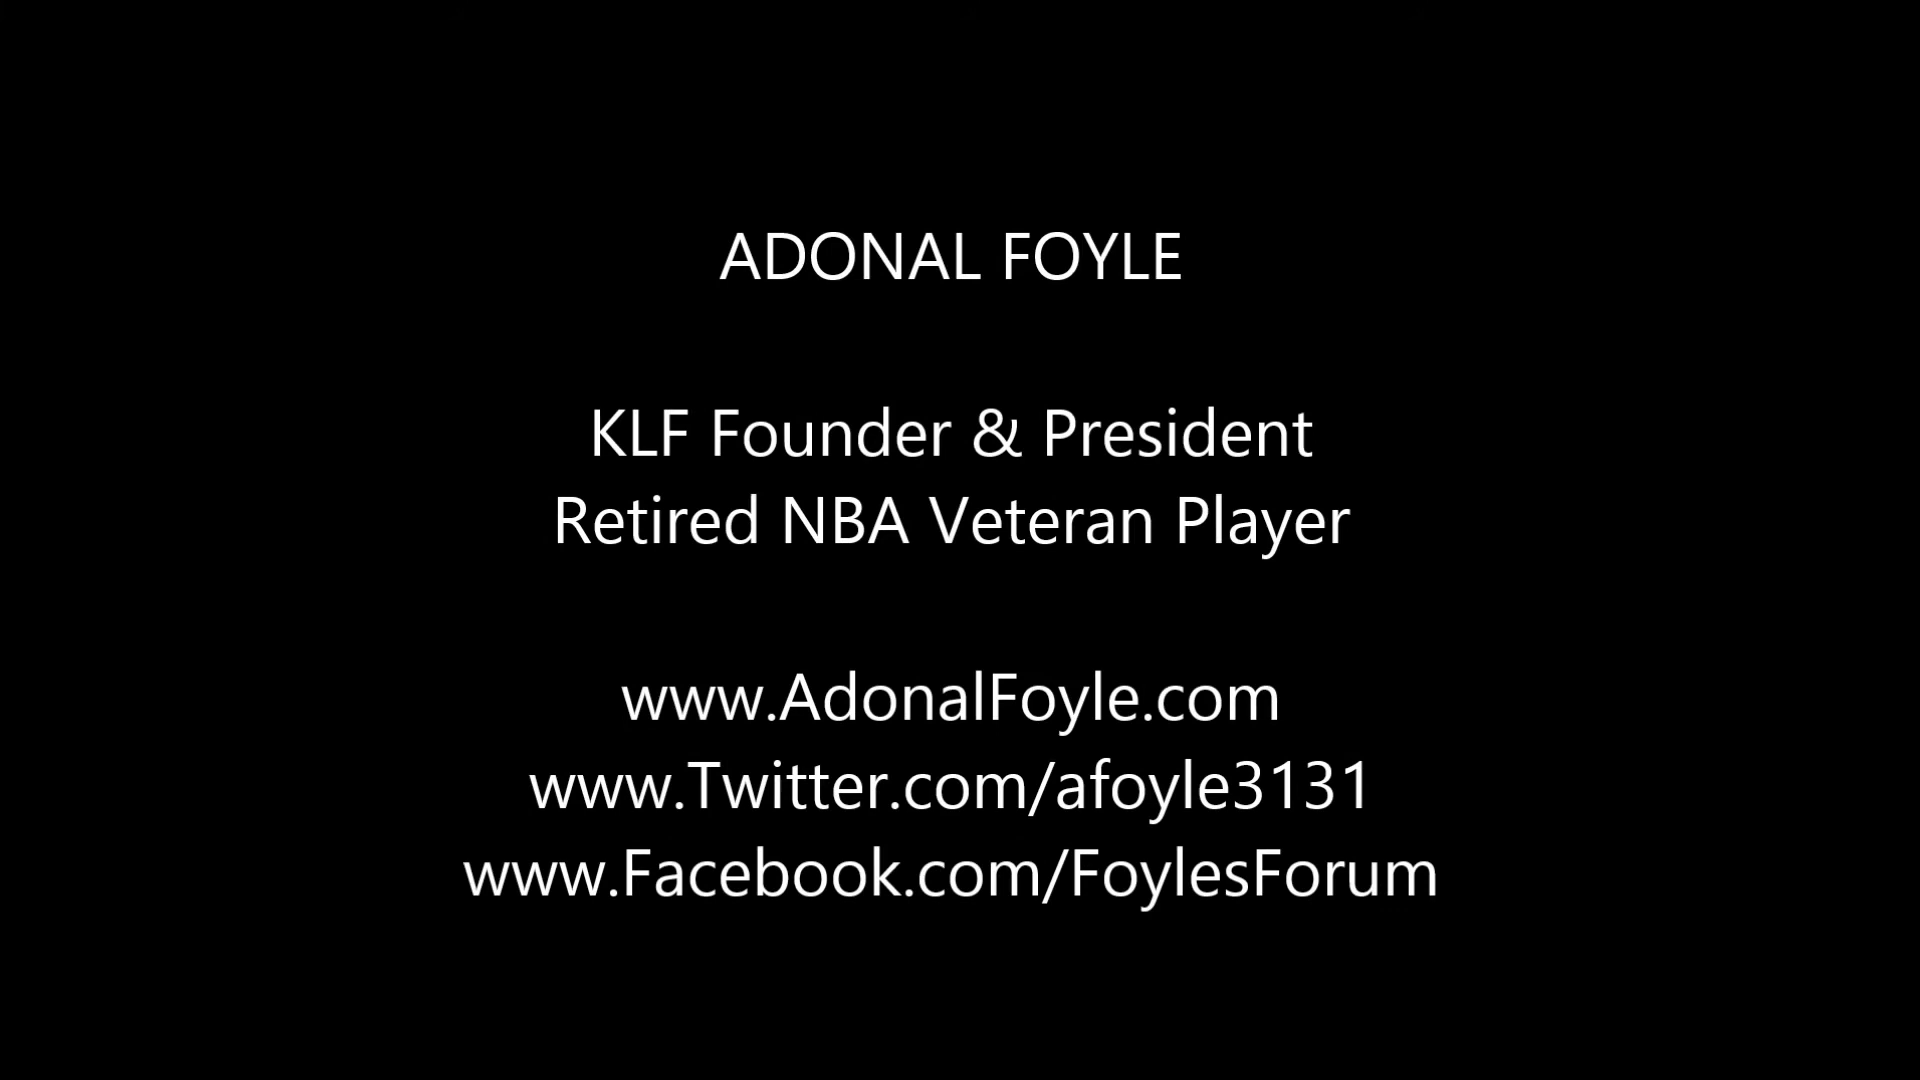 ADONAL FOYLE
KLF Founder & President
Retired NBA Veteran Player
www.AdonalFoyle.com
www.Twitter.com/afoyle3131
www.Facebook.com/FoylesForum